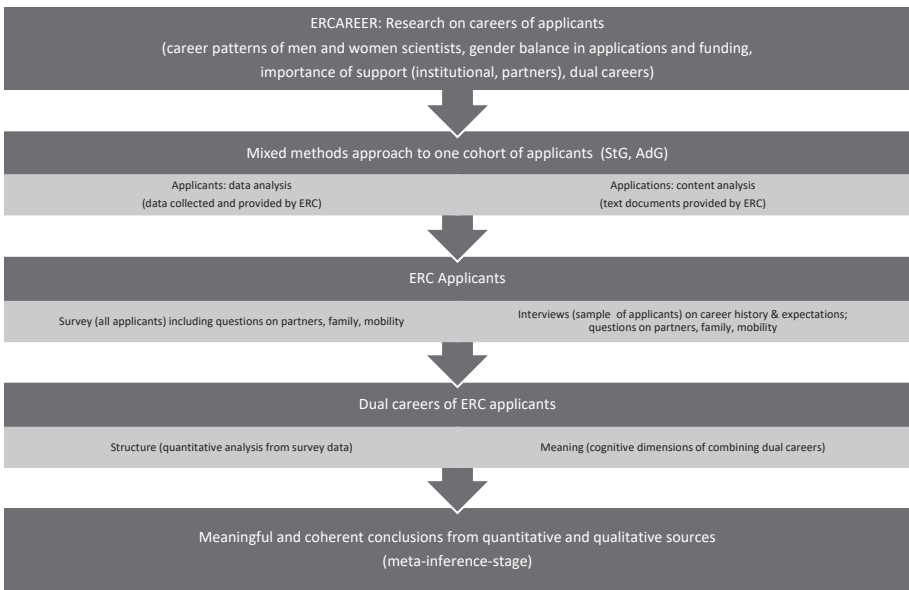 ERCAREER: Research on careers of applicants
(career patterns of men and women scientists, gender balance in applications and funding,
importance of support (institutional, partners), dual careers)
Mixed methods approach to one cohort of applicants (StG, AdG)
Applicants: data analysis
(data collected and provided by ERC)
Applications: content analysis
(text documents provided by ERC)
ERC Applicants
Survey (all applicants) including questions on partners, family, mobility
Interviews (sample of applicants) on career history & expectations;
questions on partners, family, mobility
Dual careers of ERC applicants
Structure (quantitative analysis from survey data)
Meaning (cognitive dimensions of combining dual careers)
Meaningful and coherent conclusions from quantitative and qualitative sources
(meta-inference-stage)